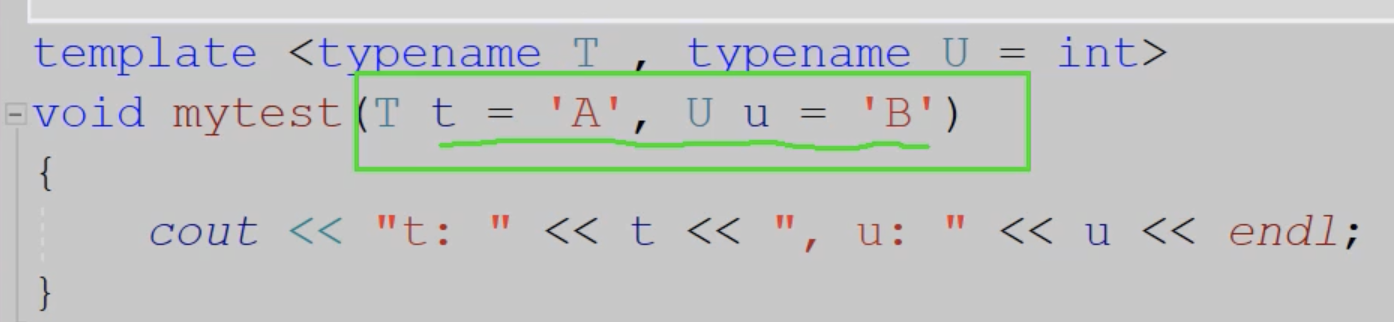 template <typename T , typename U = int>
void mytest(T t = 'A', U u = 'B')
{
    cout << "t: " << t << ", u: " << u << endl;
}